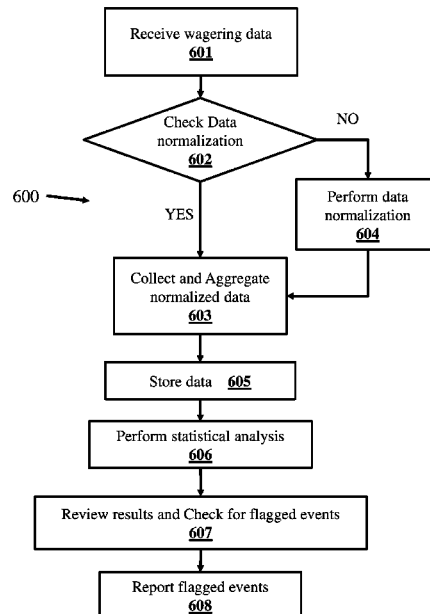 Receive wagering data
601
Check Data
normalization
602
NO
600
YES
Perform data
normalization
604
Collect and Aggregate
normalized data
603
Store data 605
Perform statistical analysis
606
Review results and Check for flagged events
607
Report flagged events
608